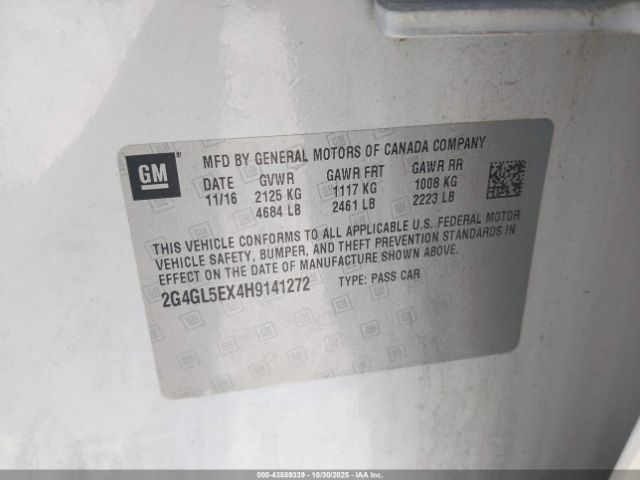 GM
MFD BY GENERAL MOTORS OF CANADA COMPANY
DATE GVWR GAWR FRT GAWR RR
11/16 2125 KG 1117 KG 1008 KG
4684 LB 2461 LB 2223 LB
THIS VEHICLE CONFORMS TO ALL APPLICABLE U.S. FEDERAL MOTOR
VEHICLE SAFETY, BUMPER, AND THEFT PREVENTION STANDARDS IN
EFFECT ON THE DATE OF MANUFACTURE SHOWN ABOVE.
2G4GL5EX4H9141272 TYPE: PASS CAR
000-43589339 | 10/30/2025 | IAAI.COM